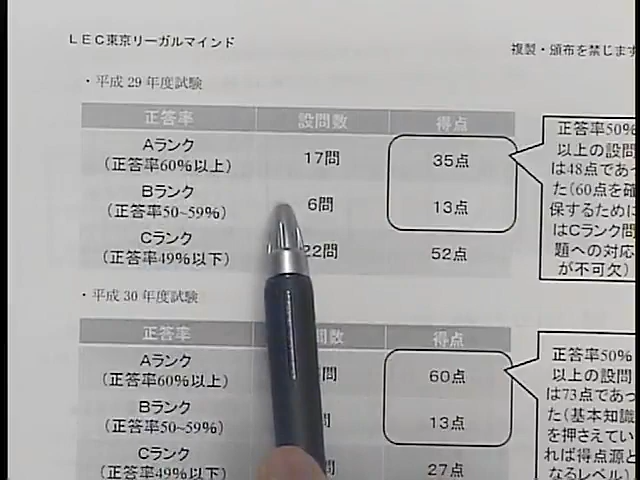 ＬＥＣ東京リーガルマインド
複製・頒布を禁じます
・平成 29 年度試験
正答率 設問数 得点
Aランク
(正答率60%以上) 17問 35点
Bランク
(正答率50~59%) 6問 13点
Cランク
(正答率49%以下) 22問 52点
正答率50%
以上の設問
は48点であっ
た（60点を確
保するために
はCランク問
題への対応
が不可欠）
・平成 30 年度試験
正答率 問数 得点
Aランク
(正答率60%以上) 問 60点
Bランク
(正答率50~59%) 問 13点
Cランク
(正答率49%以下) 27点
正答率50%
以上の設問
は73点であっ
た（基本知識
を押さえてい
れば得点源と
なるレベル）